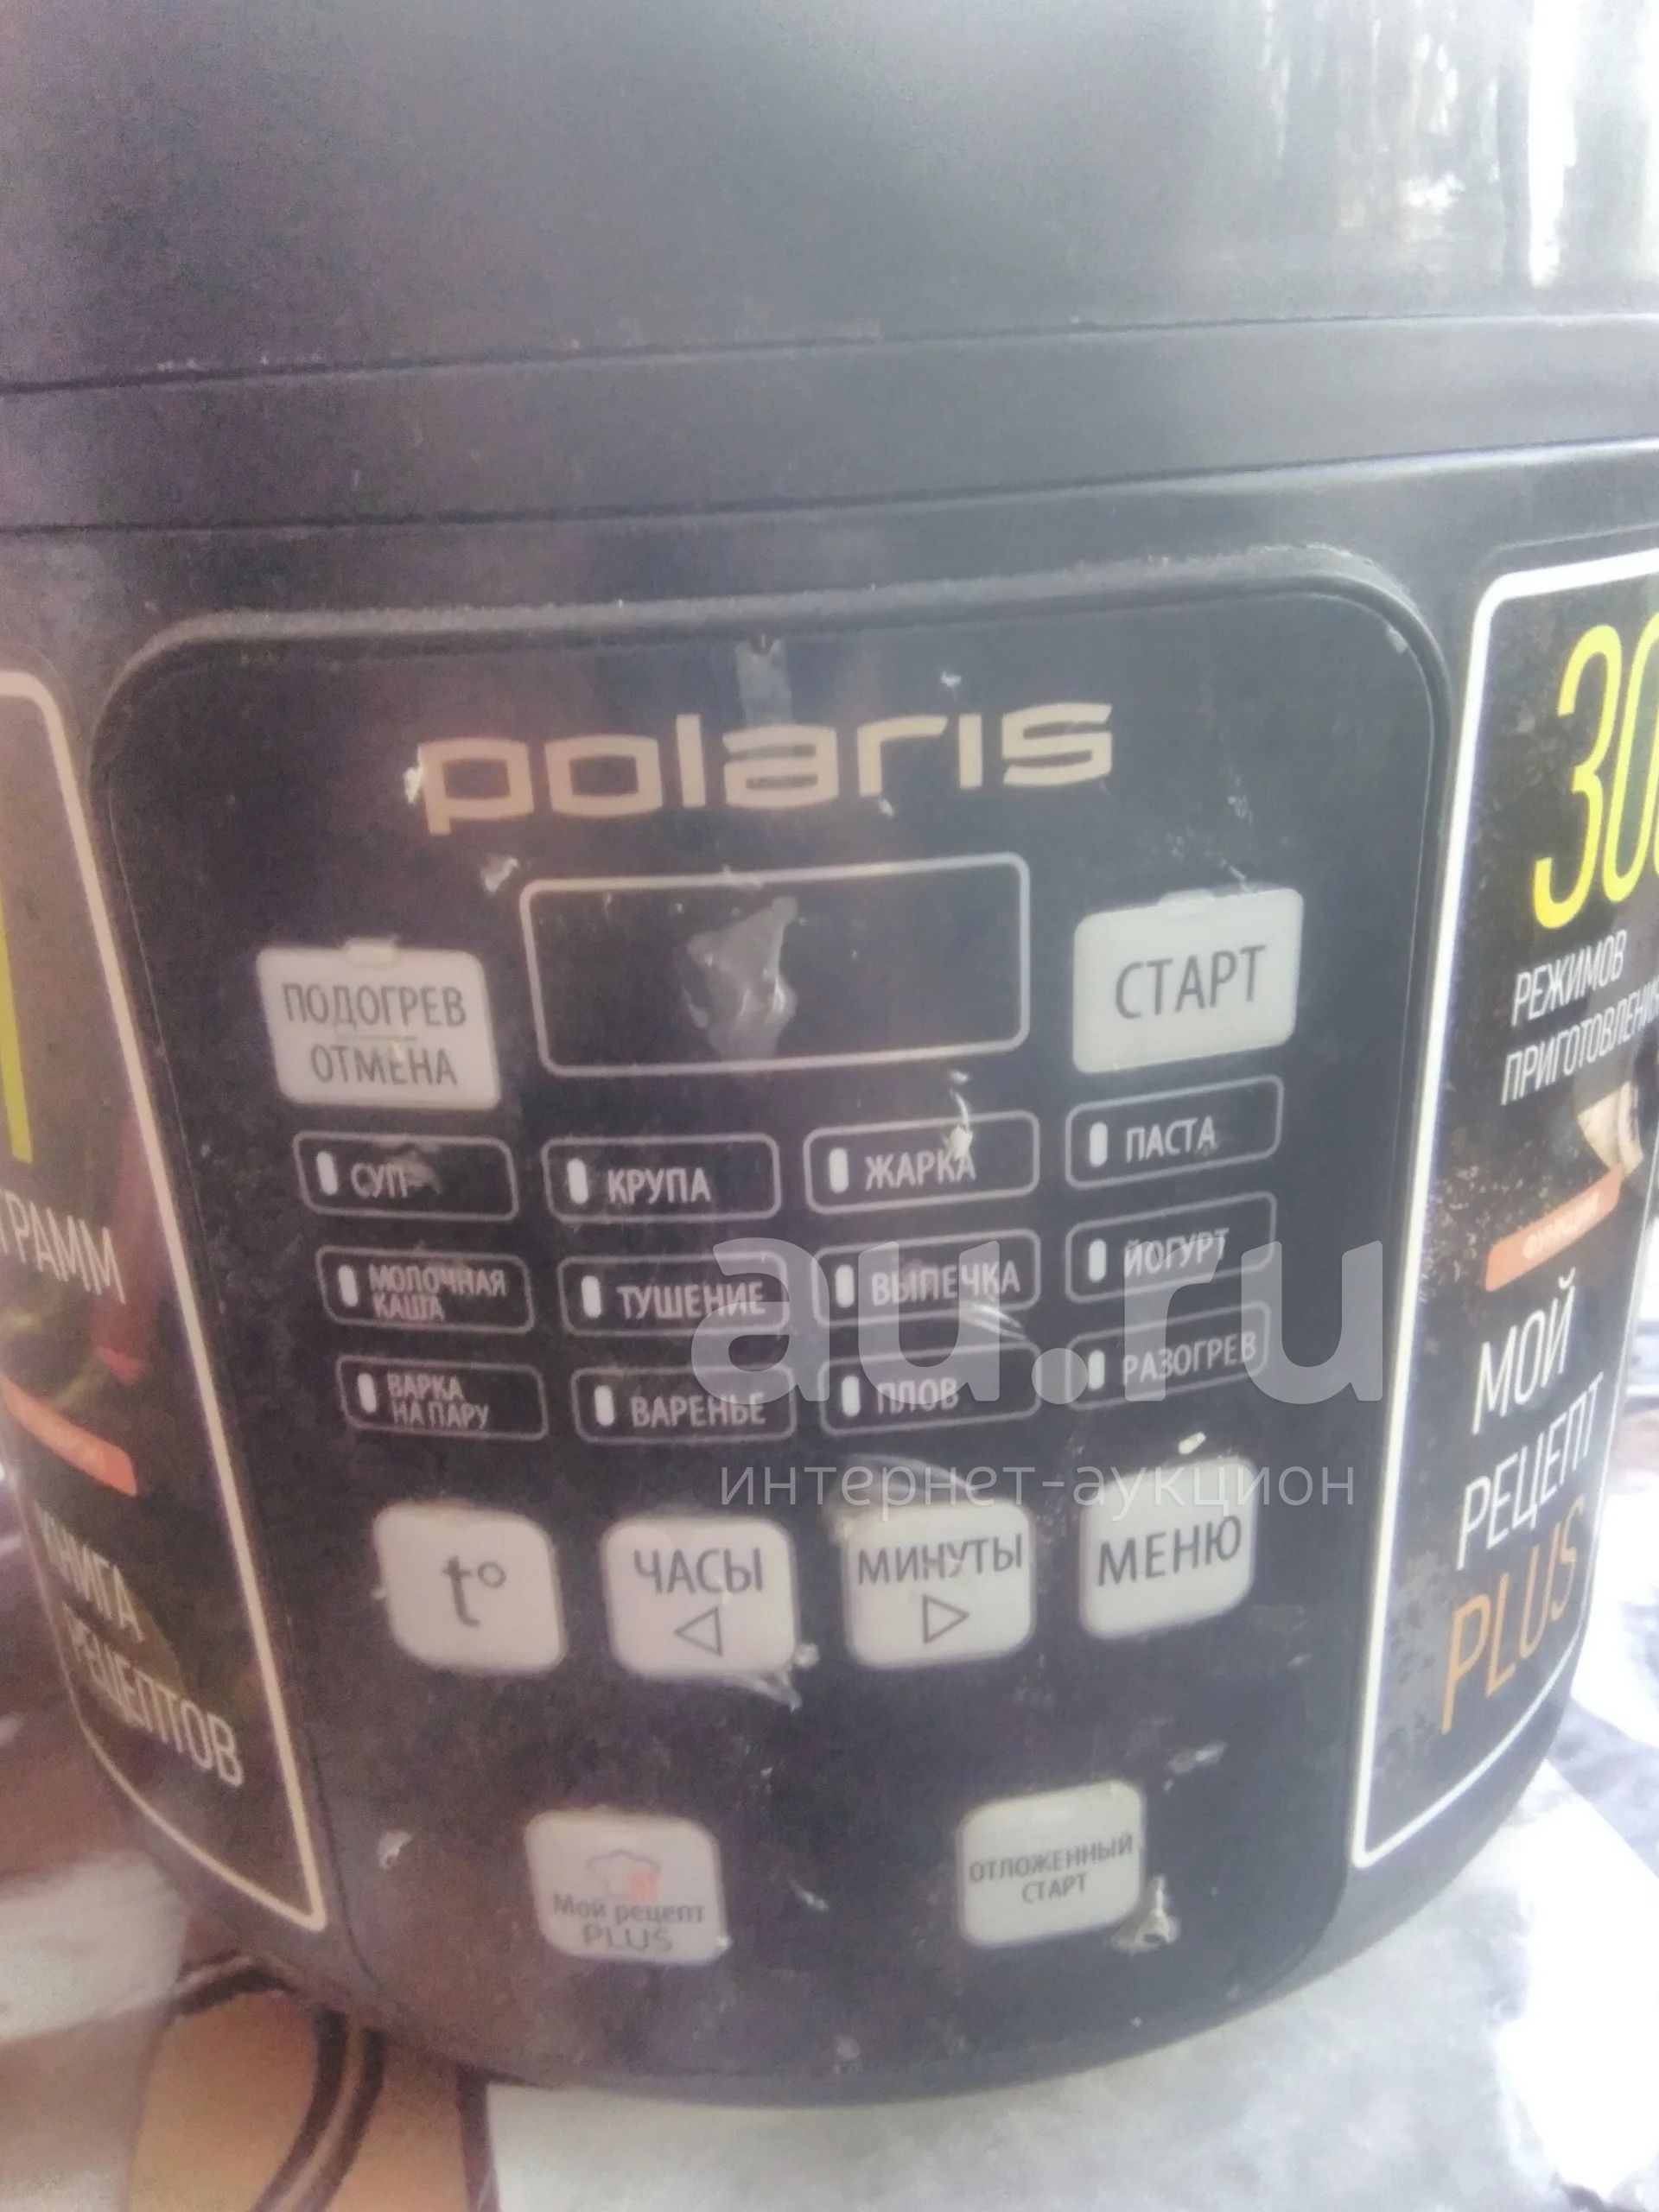 polaris
ПОДОГРЕВ
ОТМЕНА
СТАРТ
СУП
КРУПА
ЖАРКА
ПАСТА
МОЛОЧНАЯ
КАША
ТУШЕНИЕ
ВЫПЕЧКА
ЙОГУРТ
ВАРКА
НА ПАРУ
ВАРЕНЬЕ
ПЛОВ
РАЗОГРЕВ
t°
ЧАСЫ
МИНУТЫ
МЕНЮ
Мой рецепт
PLUS
ОТЛОЖЕННЫЙ
СТАРТ
ГРАММ
КНИГА
РЕЦЕПТОВ
30
РЕЖИМОВ
ПРИГОТОВЛЕНИЯ
ФУНКЦИЯ
МОЙ
РЕЦЕПТ
PLUS
au.ru
интернет-аукцион